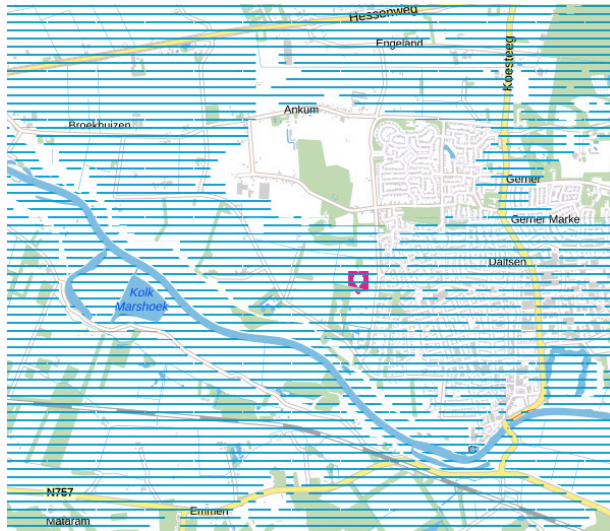 Hessenweg
Engeland
Koesteeg
Ankum
Broekhuizen
Gerner
Gerner Marke
Dalfsen
Kolk
Marshoek
N757
Emmen
Mataram